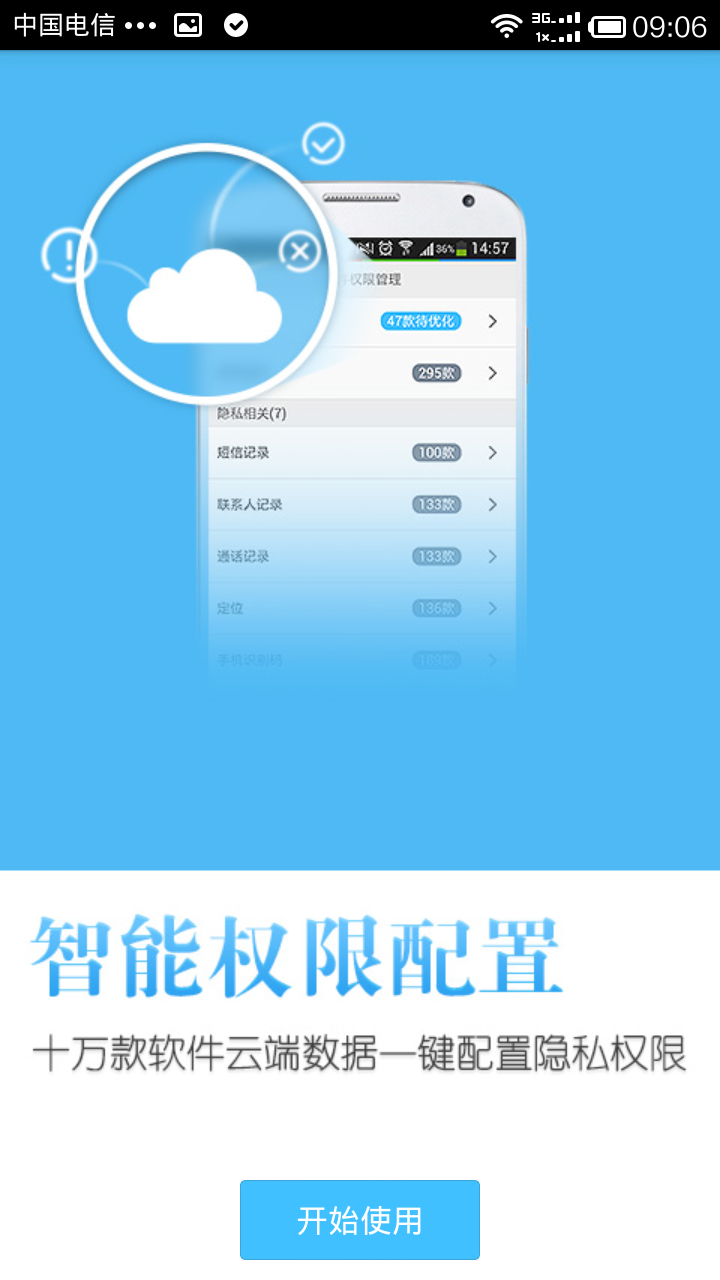 中国电信 ••• 3G 1x 09:06
36% 14:57
权限管理
47款待优化
295款
隐私相关(7)
短信记录 100款
联系人记录 133款
通话记录 133款
定位 136款
手机识别码
智能权限配置
十万款软件云端数据一键配置隐私权限
开始使用